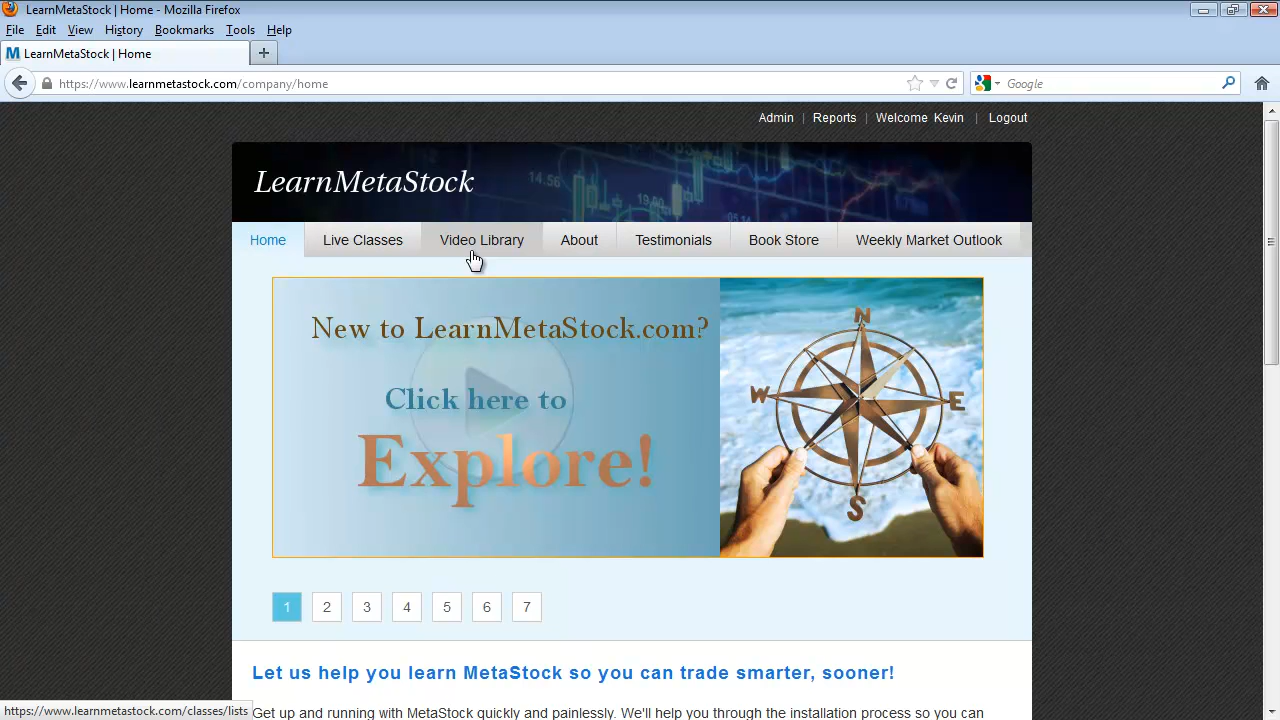 LearnMetaStock | Home - Mozilla Firefox
File Edit View History Bookmarks Tools Help
M LearnMetaStock | Home
https://www.learnmetastock.com/company/home
Google
Admin | Reports | Welcome Kevin | Logout
LearnMetaStock
14.56
05.14
Home Live Classes Video Library About Testimonials Book Store Weekly Market Outlook
New to LearnMetaStock.com?
Click here to
Explore!
N
W E
S
1 2 3 4 5 6 7
Let us help you learn MetaStock so you can trade smarter, sooner!
https://www.learnmetastock.com/classes/lists
Get up and running with MetaStock quickly and painlessly. We'll help you through the installation process so you can